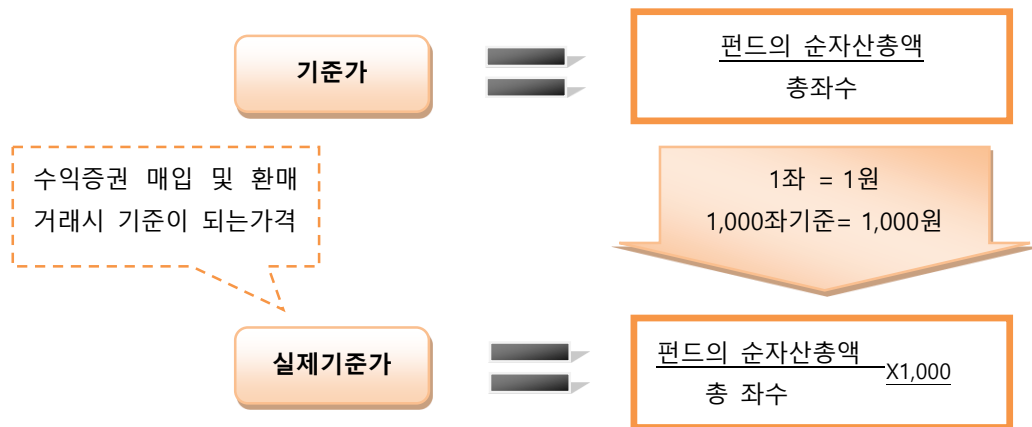 기준가
펀드의 순자산총액
총좌수
수익증권 매입 및 환매
거래시 기준이 되는가격
1좌 = 1원
1,000좌기준= 1,000원
실제기준가
펀드의 순자산총액
X1,000
총 좌수